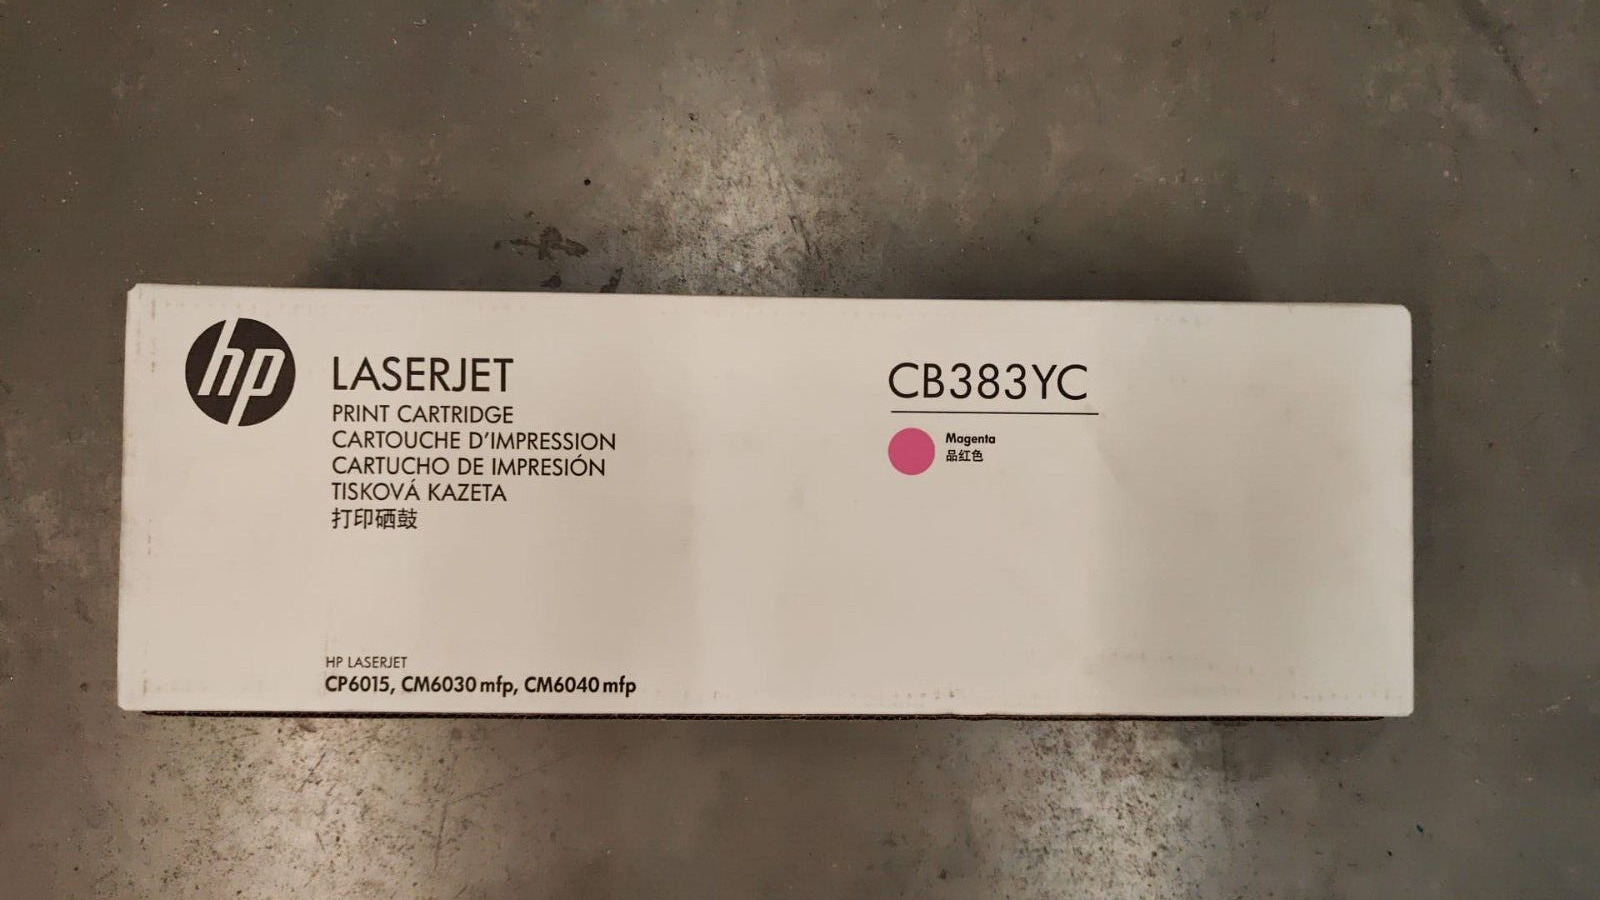 hp
LASERJET
PRINT CARTRIDGE
CARTOUCHE D'IMPRESSION
CARTUCHO DE IMPRESIÓN
TISKOVÁ KAZETA
打印硒鼓
CB383YC
Magenta
品红色
HP LASERJET
CP6015, CM6030 mfp, CM6040 mfp